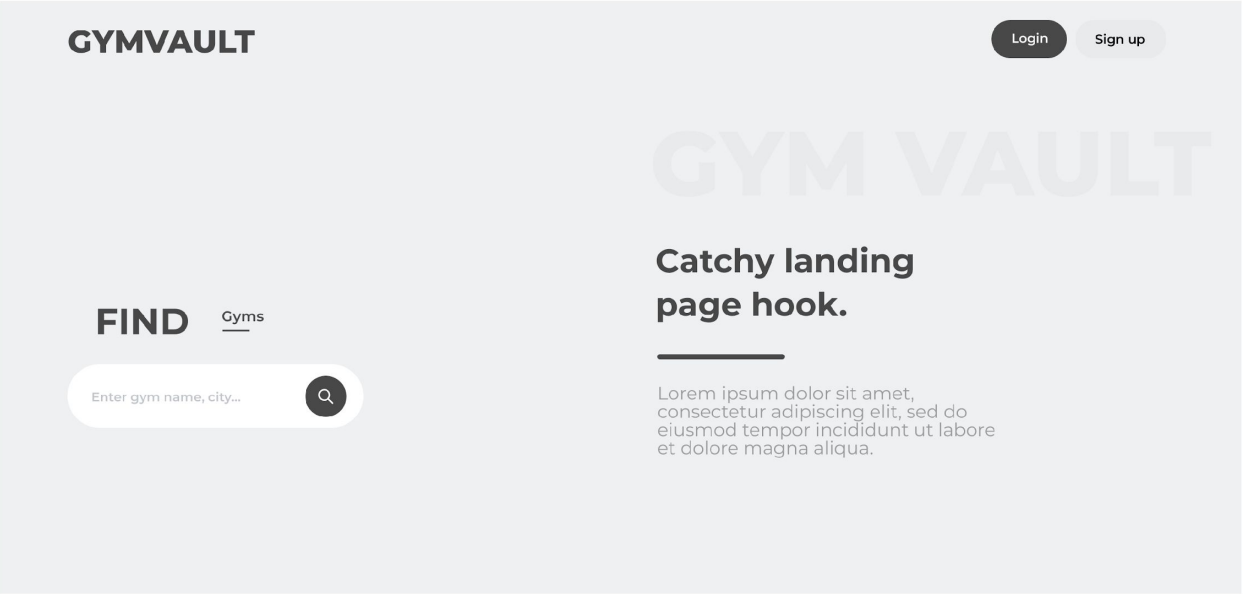 GYMVAULT
Login
Sign up
GYM VAULT
Catchy landing
page hook.
FIND
Gyms
Enter gym name, city...
Lorem ipsum dolor sit amet,
consectetur adipiscing elit, sed do
eiusmod tempor incididunt ut labore
et dolore magna aliqua.